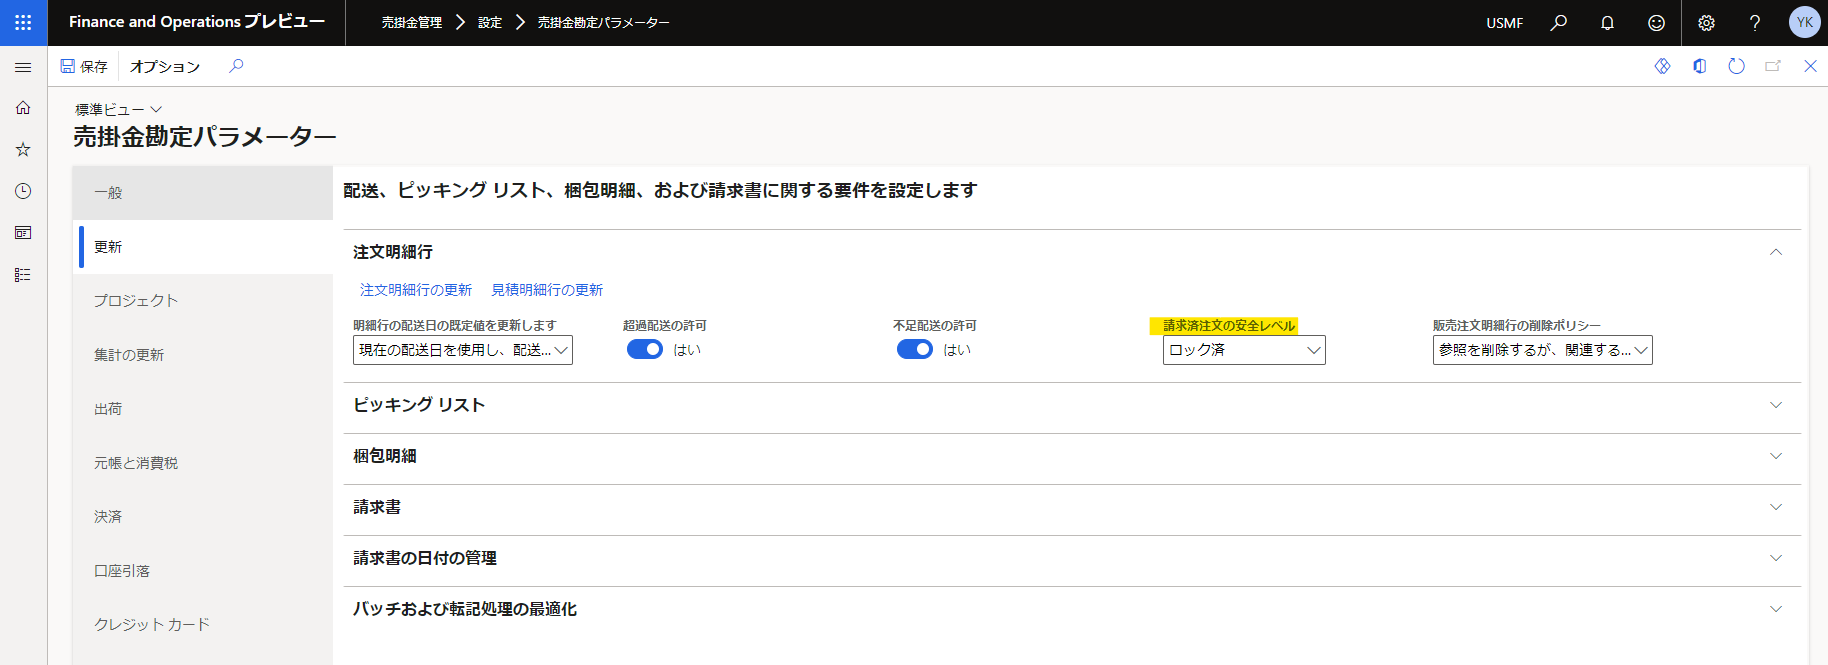 Finance and Operations プレビュー
売掛金管理 > 設定 > 売掛金勘定パラメーター
USMF
?
YK
保存
オプション
標準ビュー
売掛金勘定パラメーター
一般
更新
プロジェクト
集計の更新
出荷
元帳と消費税
決済
口座引落
クレジット カード
配送、ピッキング リスト、梱包明細、および請求書に関する要件を設定します
注文明細行
注文明細行の更新 見積明細行の更新
明細行の配送日の既定値を更新します
現在の配送日を使用し、配送...
超過配送の許可
はい
不足配送の許可
はい
請求済注文の安全レベル
ロック済
販売注文明細行の削除ポリシー
参照を削除するが、関連する...
ピッキング リスト
梱包明細
請求書
請求書の日付の管理
バッチおよび転記処理の最適化